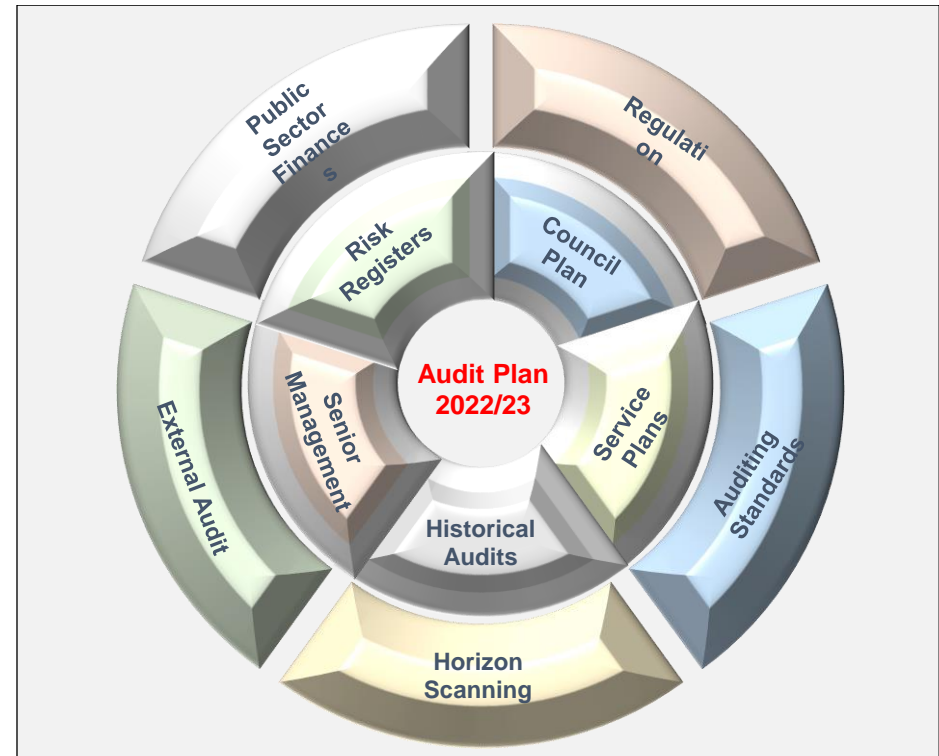 Public
Sector
Finance
s
Regulati
on
Risk
Registers
Council
Plan
Audit Plan
2022/23
Senior
Management
Service
Plans
External Audit
Auditing
Standards
Historical
Audits
Horizon
Scanning